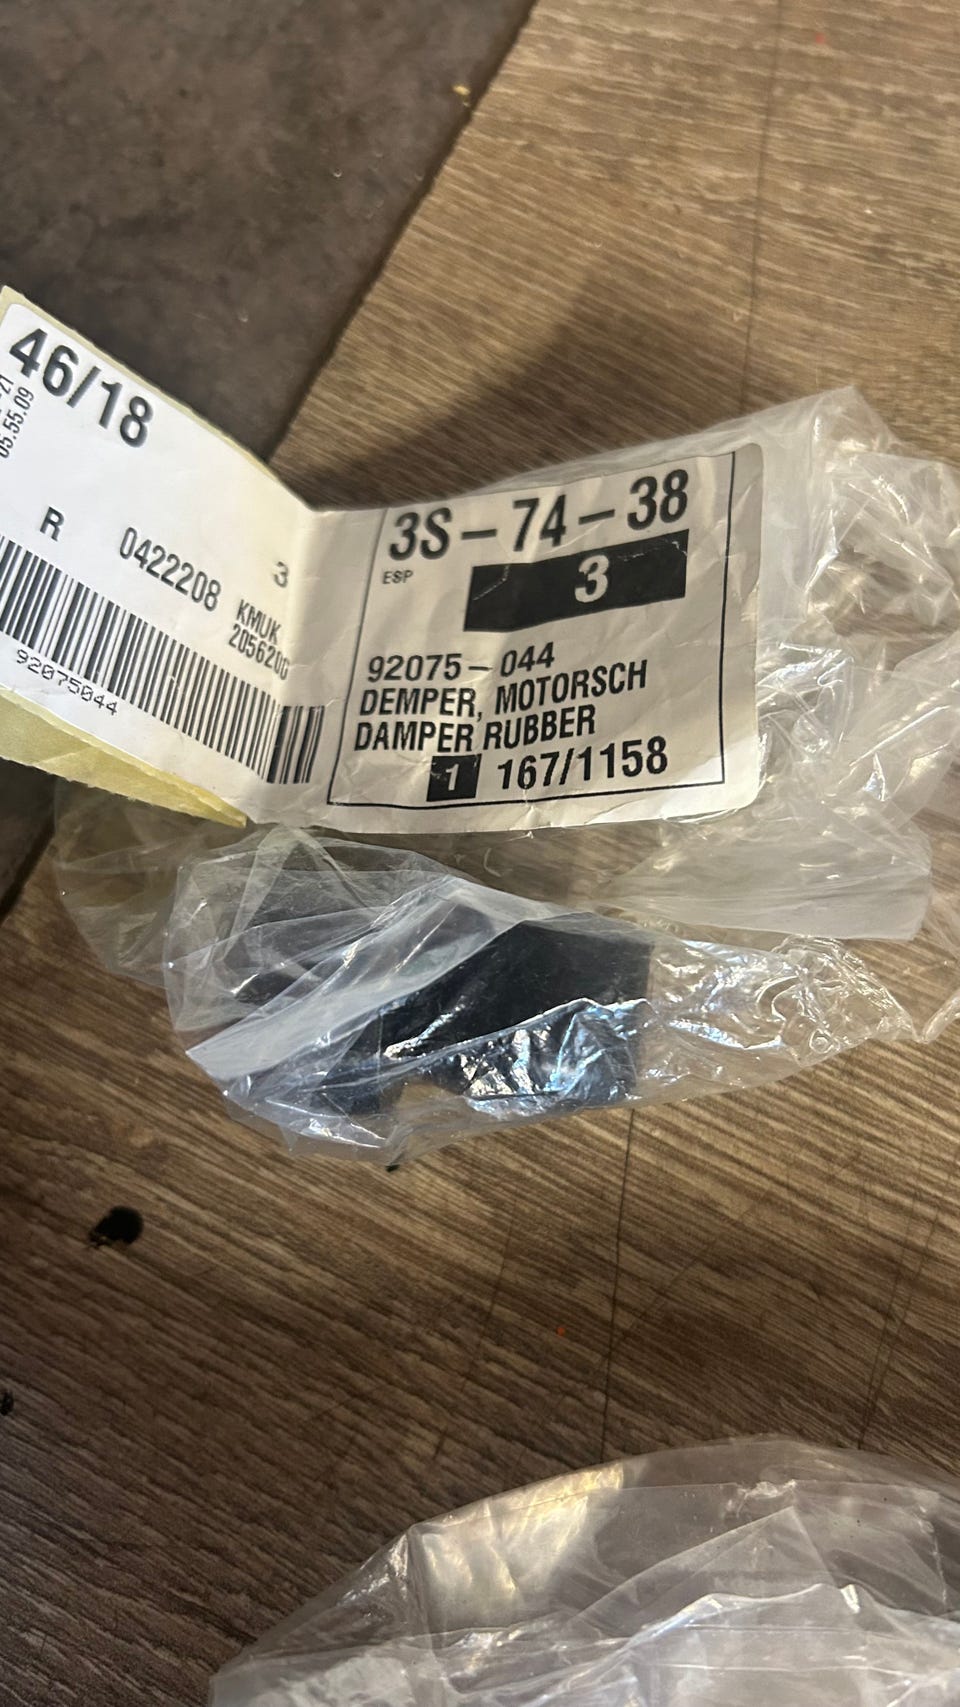 46/18
05.55.09
R 0422208 3
KMUK
92075044
3S-74-38
ESP
3
92075-044
DEMPER, MOTORSCH
DAMPER RUBBER
1 167/1158